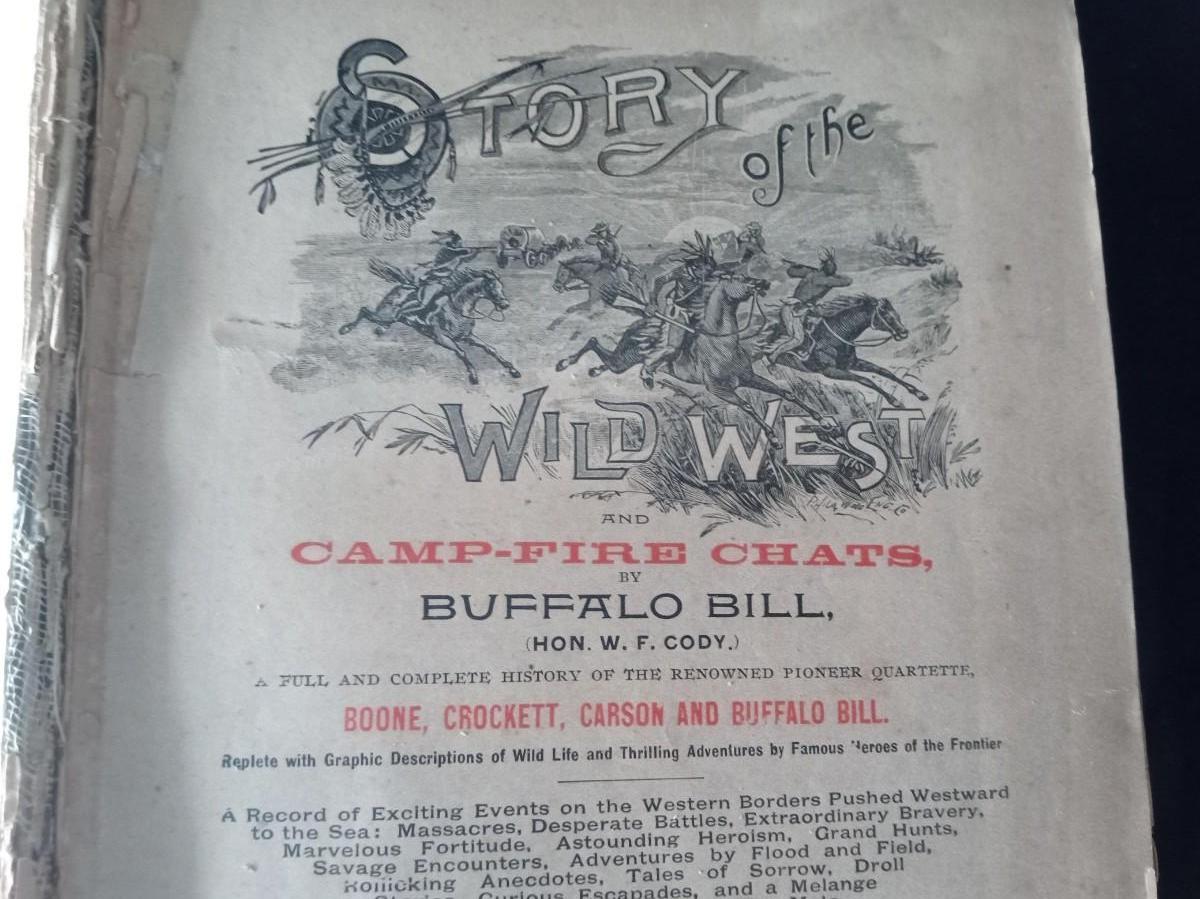 STORY of the
WILD WEST
PHILA. ENG. CO
AND
CAMP-FIRE CHATS,
BY
BUFFALO BILL,
(HON. W. F. CODY.)
A FULL AND COMPLETE HISTORY OF THE RENOWNED PIONEER QUARTETTE,
BOONE, CROCKETT, CARSON AND BUFFALO BILL.
Replete with Graphic Descriptions of Wild Life and Thrilling Adventures by Famous Heroes of the Frontier
A Record of Exciting Events on the Western Borders Pushed Westward
to the Sea: Massacres, Desperate Battles, Extraordinary Bravery,
Marvelous Fortitude, Astounding Heroism, Grand Hunts,
Savage Encounters, Adventures by Flood and Field,
Rollicking Anecdotes, Tales of Sorrow, Droll
Stories, Curious Escapades, and a Melange